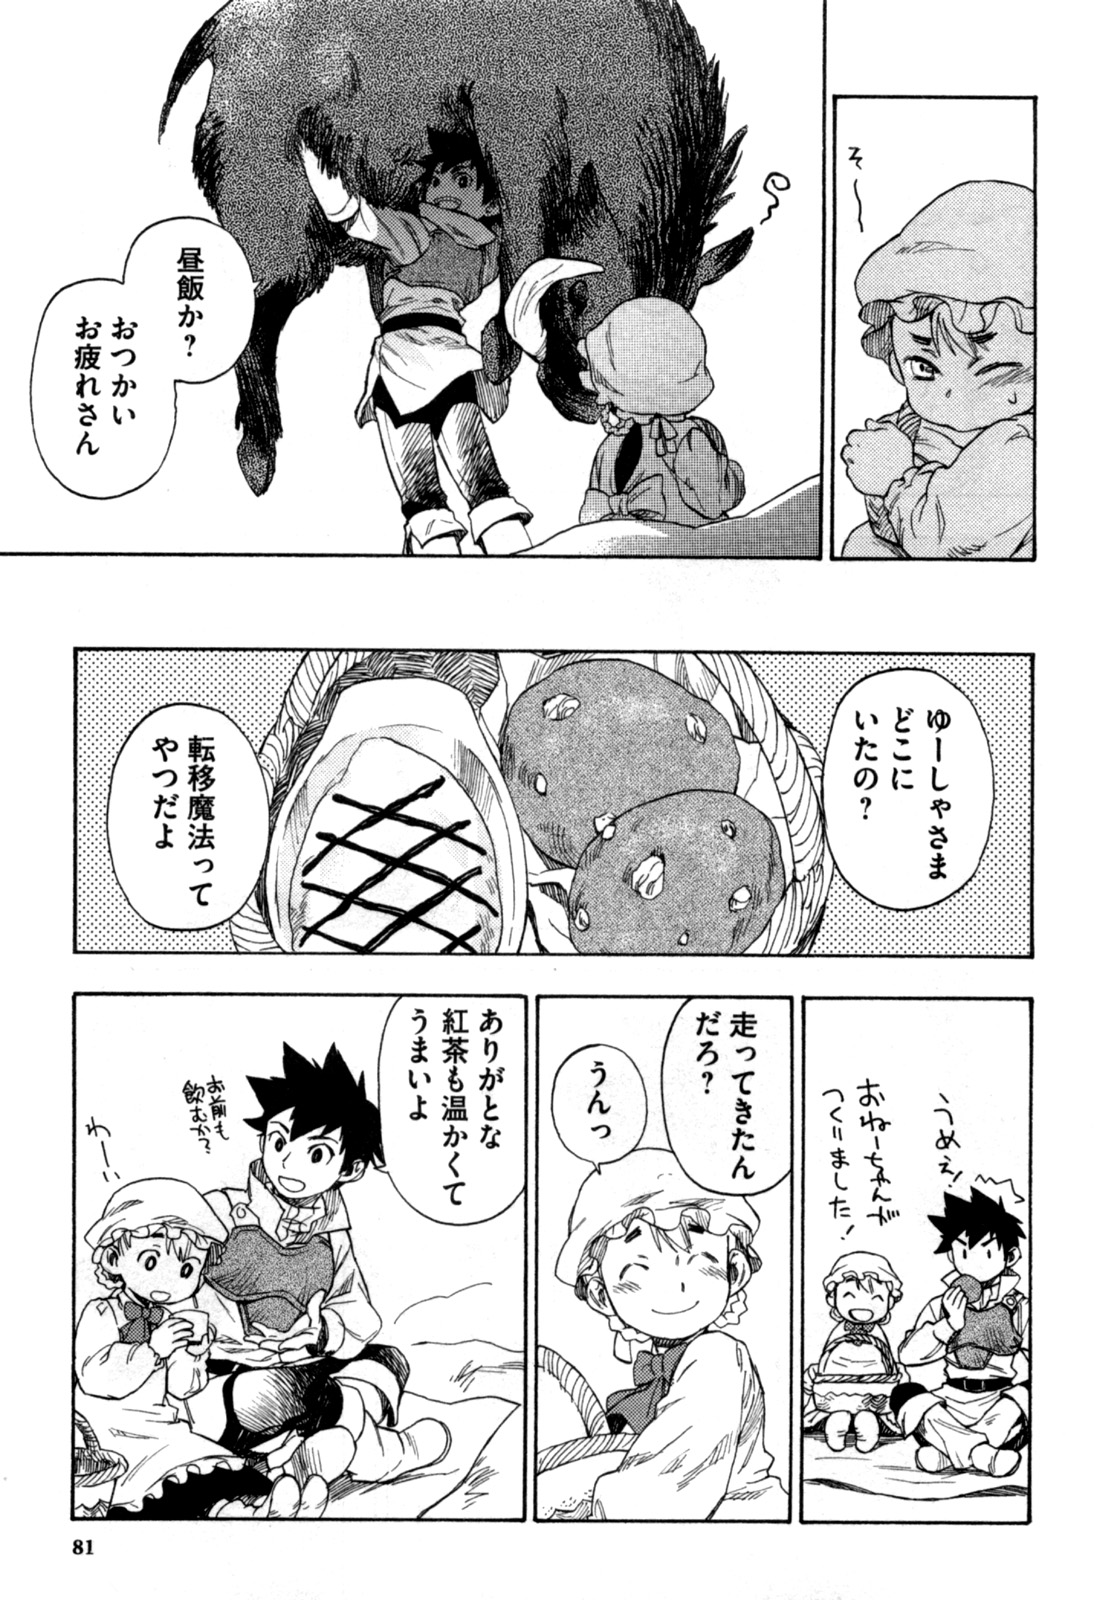 そー
昼飯か?
おつかい
お疲れさん
ゆーしゃさま
どこに
いたの?
転移魔法って
やつだよ
うめぇ!
おねーちゃんが
つくりました!
走ってきたん
だろ?
うんっ
ありがとな
紅茶も温かくて
うまいよ
お前も
飲むか?
わーい
81